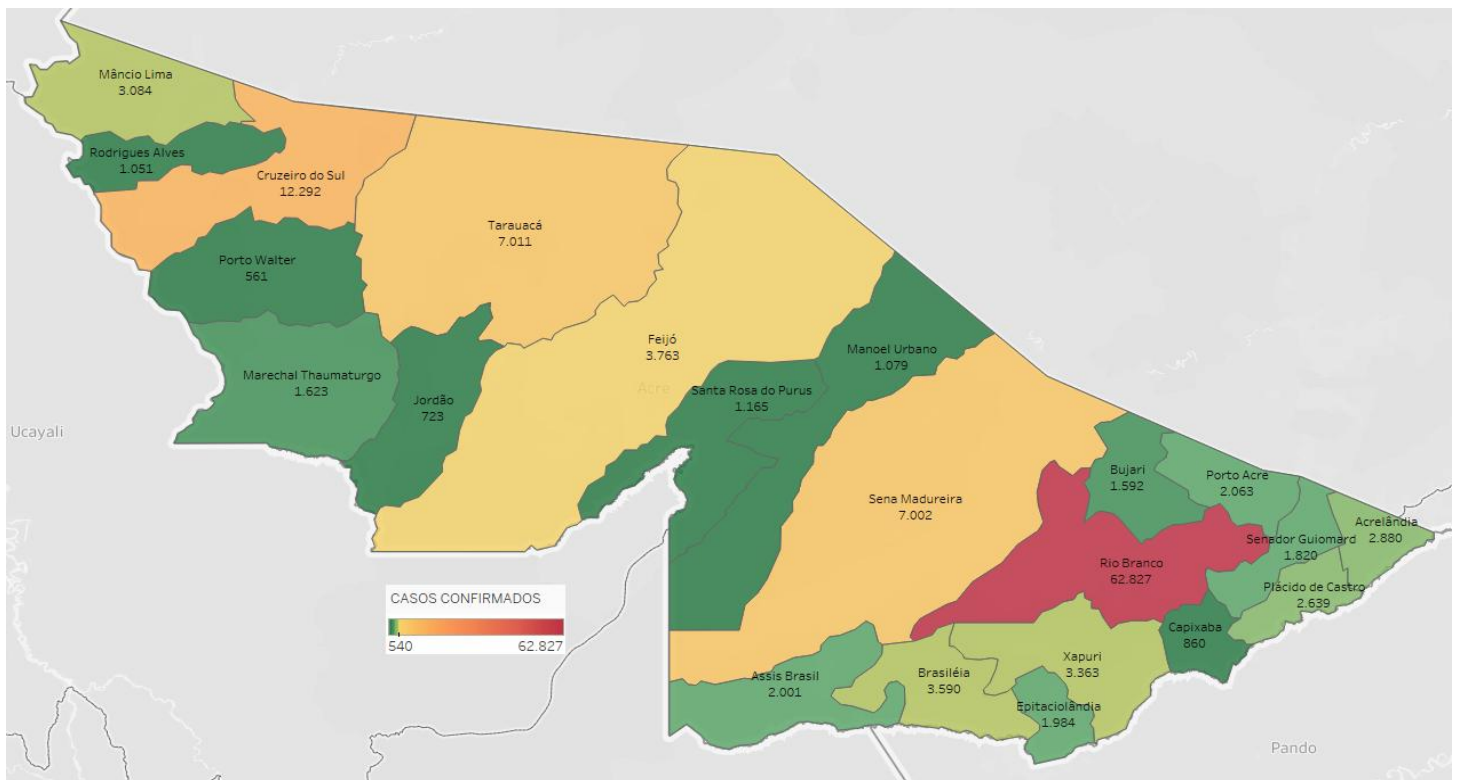 Mâncio Lima
3.084
Rodrigues Alves
1.051
Cruzeiro do Sul
12.292
Tarauacá
7.011
Porto Walter
561
Feijó
3.763
Manoel Urbano
1.079
Marechal Thaumaturgo
1.623
Jordão
723
Acre
Santa Rosa do Purus
1.165
Ucayali
Sena Madureira
7.002
Bujari
1.592
Porto Acre
2.063
Acrelândia
2.880
Senador Guiomard
1.820
Rio Branco
62.827
Plácido de Castro
2.639
CASOS CONFIRMADOS
540 62.827
Capixaba
860
Xapuri
3.363
Brasiléia
3.590
Assis Brasil
2.001
Epitaciolândia
1.984
Pando